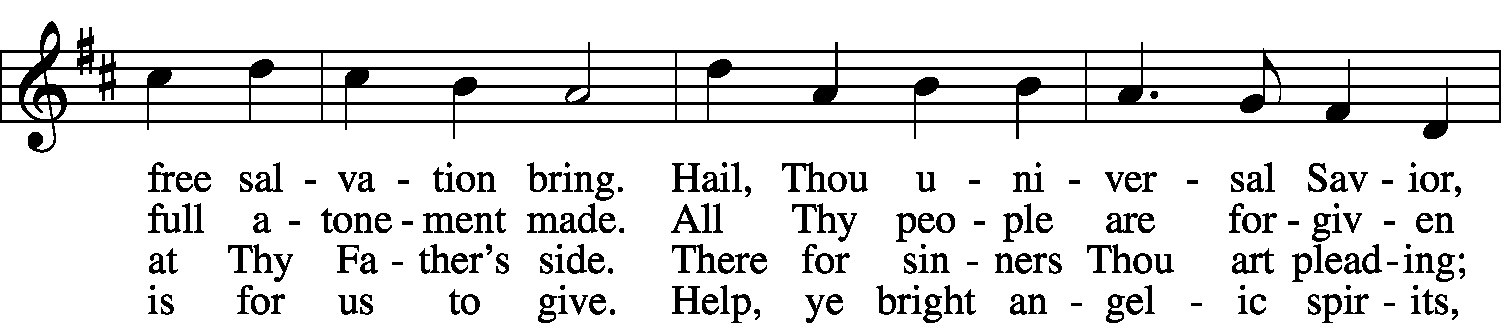 free sal - va - tion bring. Hail, Thou u - ni - ver - sal Sav - ior,
full a - tone - ment made. All Thy peo - ple are for - giv - en
at Thy Fa - ther's side. There for sin - ners Thou art plead - ing;
is for us to give. Help, ye bright an - gel - ic spir - its,